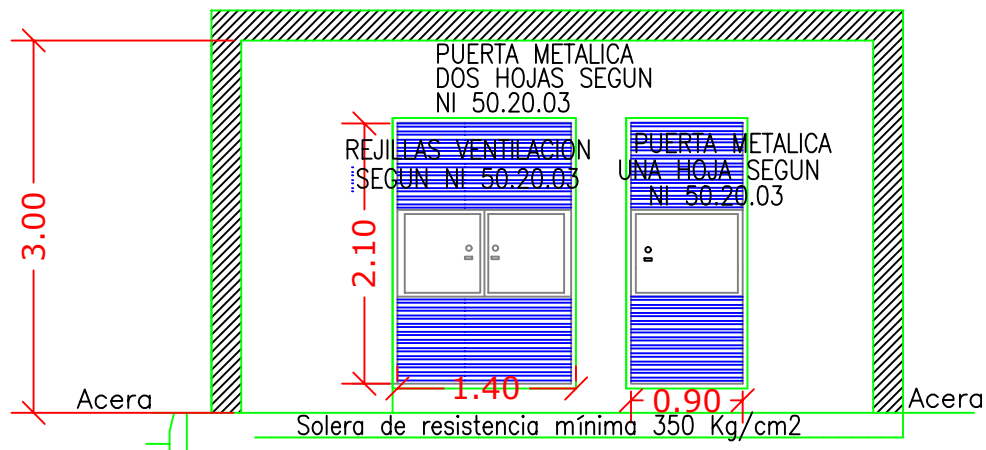 PUERTA METALICA
DOS HOJAS SEGUN
NI 50.20.03
REJILLAS VENTILACION
SEGUN NI 50.20.03
PUERTA METALICA
UNA HOJA SEGUN
NI 50.20.03
3.00
2.10
1.40
0.90
Acera
Acera
Solera de resistencia mínima 350 Kg/cm2